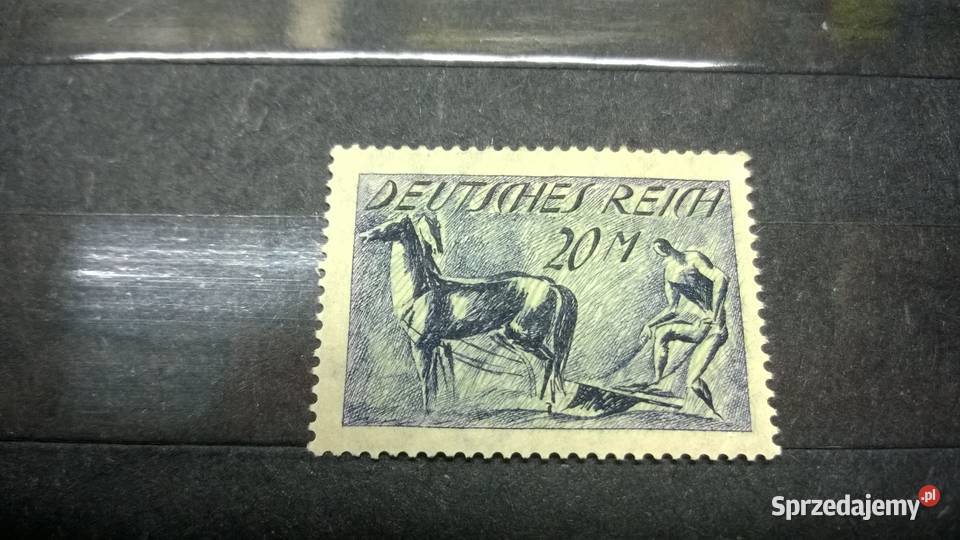 DEUTSCHES REICH
20 M
Sprzedajemy .pl